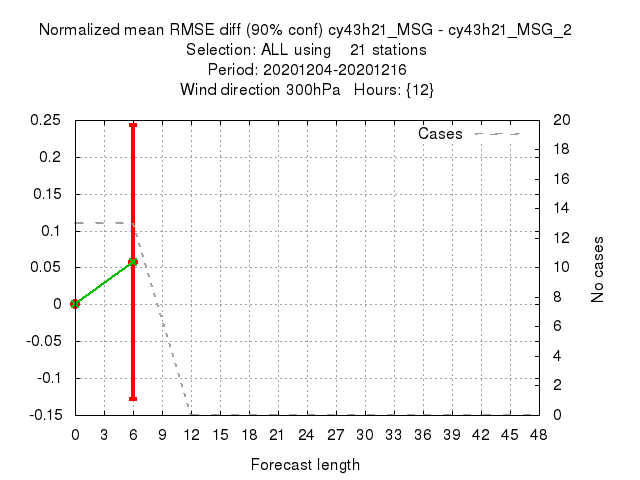 Normalized mean RMSE diff (90% conf) cy43h21_MSG - cy43h21_MSG_2
Selection: ALL using 21 stations
Period: 20201204-20201216
Wind direction 300hPa Hours: {12}
Cases
0.25
0.2
0.15
0.1
0.05
0
-0.05
-0.1
-0.15
20
18
16
14
12
10
8
6
4
2
0
No cases
0 3 6 9 12 15 18 21 24 27 30 33 36 39 42 45 48
Forecast length